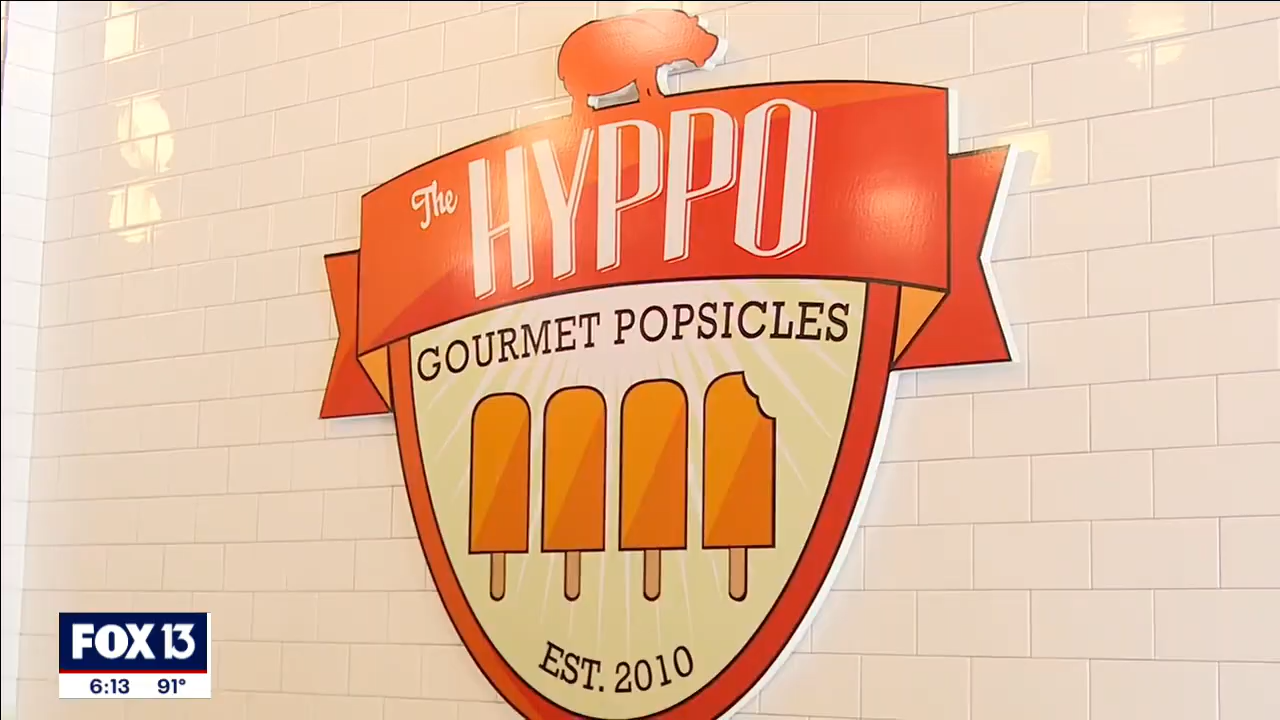 The HYPPO
GOURMET POPSICLES
EST. 2010
FOX 13
6:13 91°